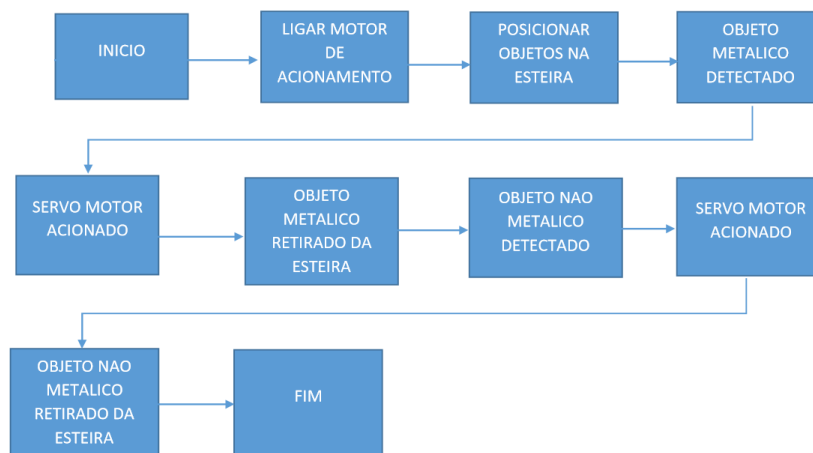 INICIO
LIGAR MOTOR
DE
ACIONAMENTO
POSICIONAR
OBJETOS NA
ESTEIRA
OBJETO
METALICO
DETECTADO
SERVO MOTOR
ACIONADO
OBJETO
METALICO
RETIRADO DA
ESTEIRA
OBJETO NAO
METALICO
DETECTADO
SERVO MOTOR
ACIONADO
OBJETO NAO
METALICO
RETIRADO DA
ESTEIRA
FIM